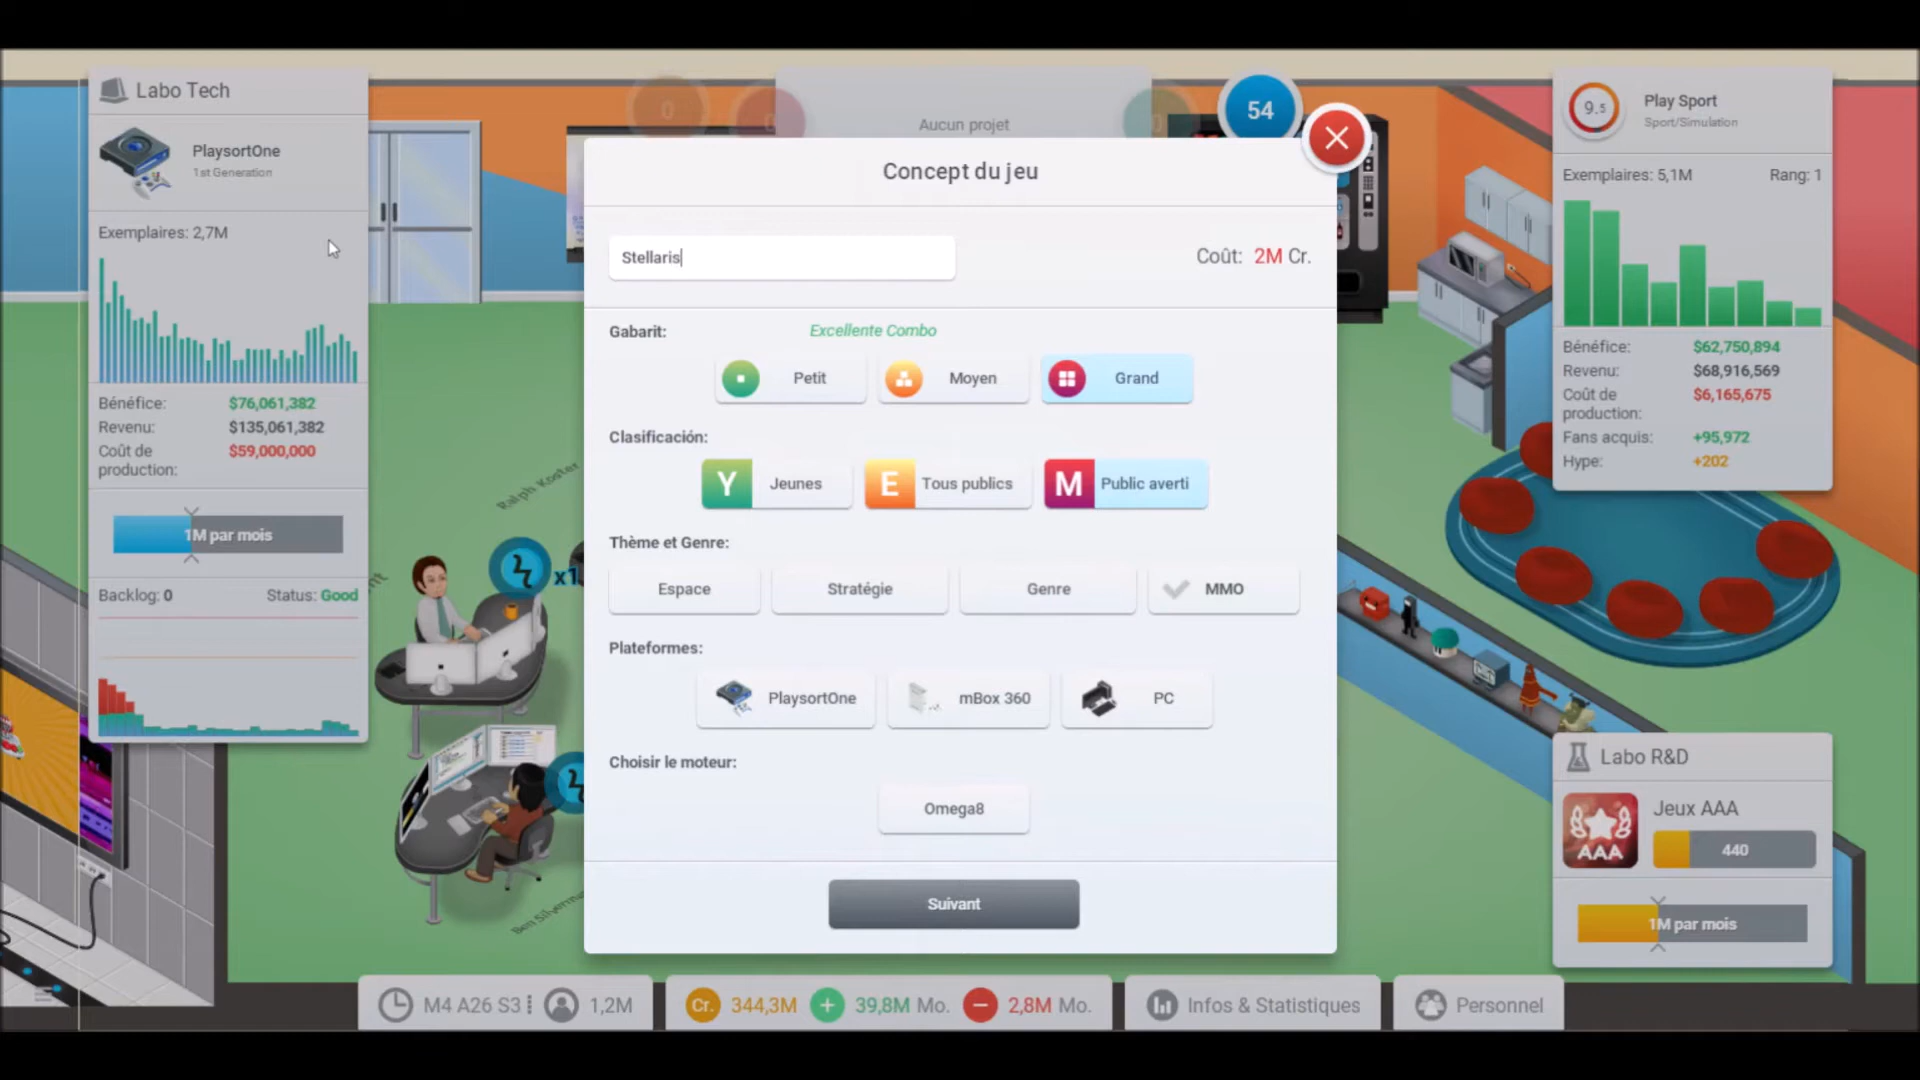 Labo Tech
PlaysortOne
1st Generation
Exemplaires: 2,7M
Bénéfice: $76,061,382
Revenu: $135,061,382
Coût de production: $59,000,000
1M par mois
Backlog: 0 Status: Good
0
0
Aucun projet
54
Concept du jeu
Stellaris
Coût: 2M Cr.
Gabarit: Excellente Combo
Petit Moyen Grand
Clasificación:
Y Jeunes E Tous publics M Public averti
Thème et Genre:
Espace Stratégie Genre MMO
Plateformes:
PlaysortOne mBox 360 PC
Choisir le moteur:
Omega8
Suivant
Ralph Koster
x1
9.5 Play Sport
Sport/Simulation
Exemplaires: 5,1M Rang: 1
Bénéfice: $62,750,894
Revenu: $68,916,569
Coût de production: $6,165,675
Fans acquis: +95,972
Hype: +202
Labo R&D
Jeux AAA
AAA
440
1M par mois
M4 A26 S3 1,2M
Cr. 344,3M 39,8M Mo. 2,8M Mo.
Infos & Statistiques
Personnel